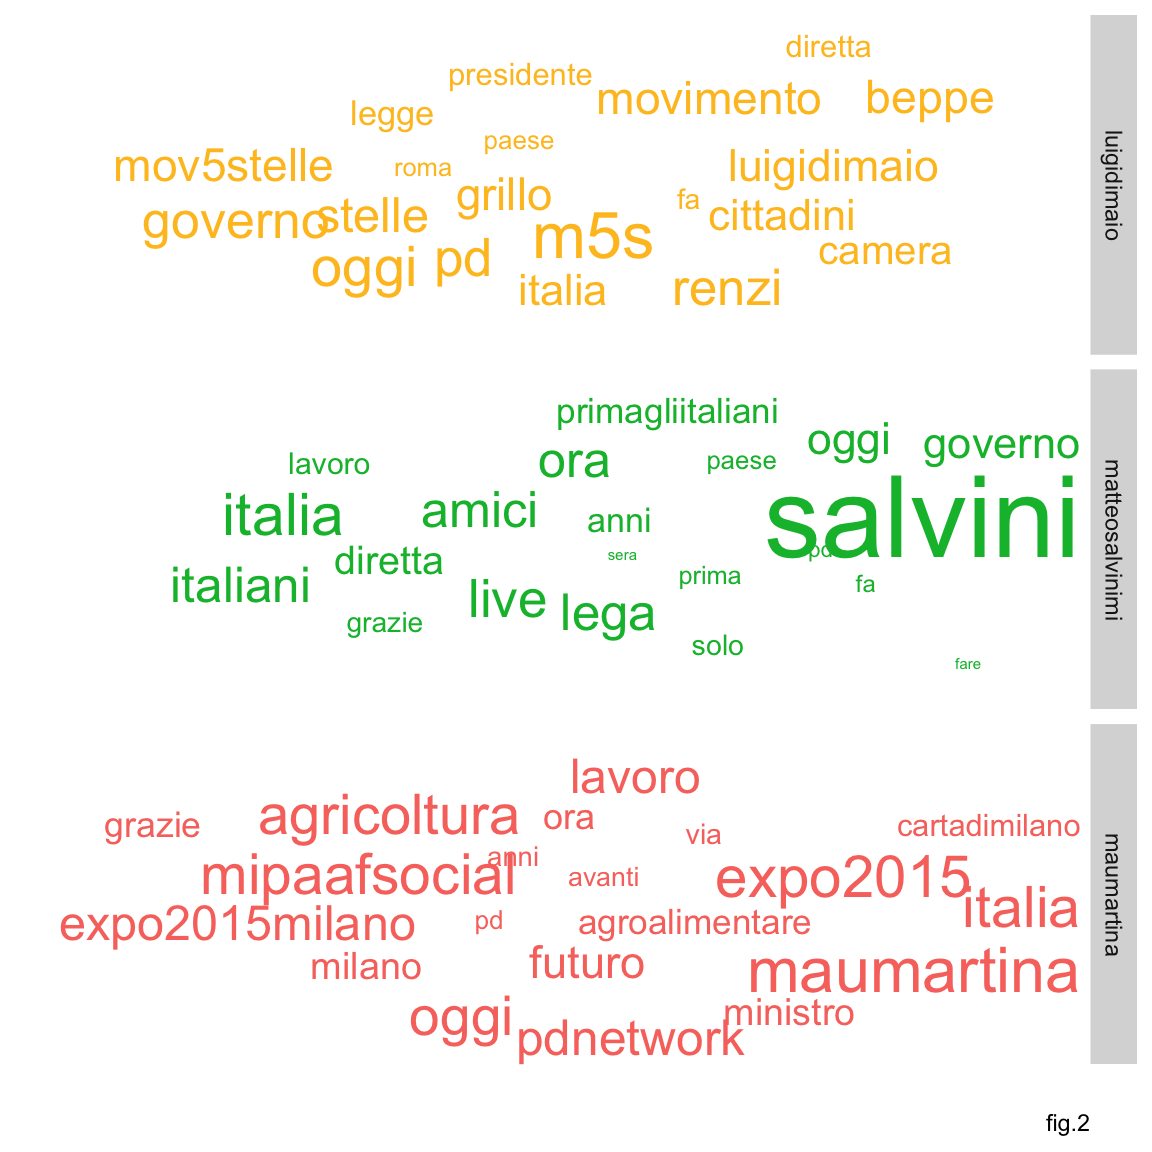 diretta
presidente
movimento beppe
legge
paese
mov5stelle roma luigidimaio
grillo fa
governo stelle m5s cittadini
oggi pd camera
italia renzi
luigidimaio
primagliitaliani
oggi governo
lavoro ora paese
italia amici anni salvini
diretta sera pd
italiani prima fa
live lega
grazie solo
fare
matteosalvinimi
lavoro
grazie agricoltura ora via cartadimilano
anni
mipaafsocial avanti expo2015
expo2015milano pd agroalimentare italia
milano futuro maumartina
oggi ministro
pdnetwork
maumartina
fig.2